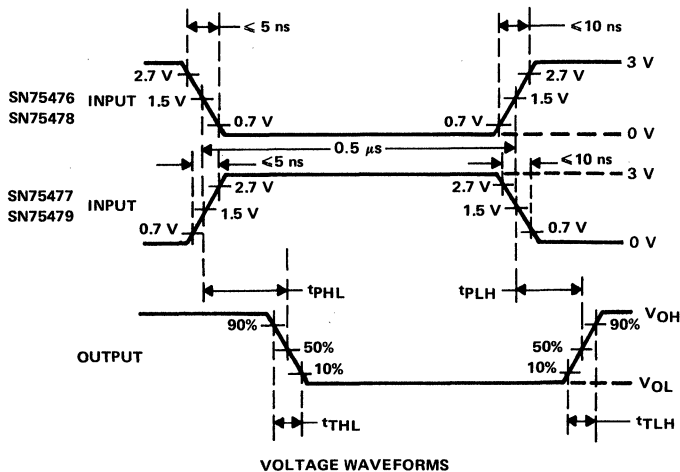 ≤ 5 ns
≤ 10 ns
2.7 V
2.7 V
3 V
SN75476
SN75478
INPUT
1.5 V
1.5 V
0.7 V
0.7 V
0 V
0.5 μs
≤5 ns
≤10 ns
3 V
SN75477
SN75479
INPUT
2.7 V
2.7 V
1.5 V
1.5 V
0.7 V
0.7 V
0 V
tPHL
tPLH
VOH
90%
90%
OUTPUT
50%
50%
10%
10%
VOL
tTHL
tTLH
VOLTAGE WAVEFORMS